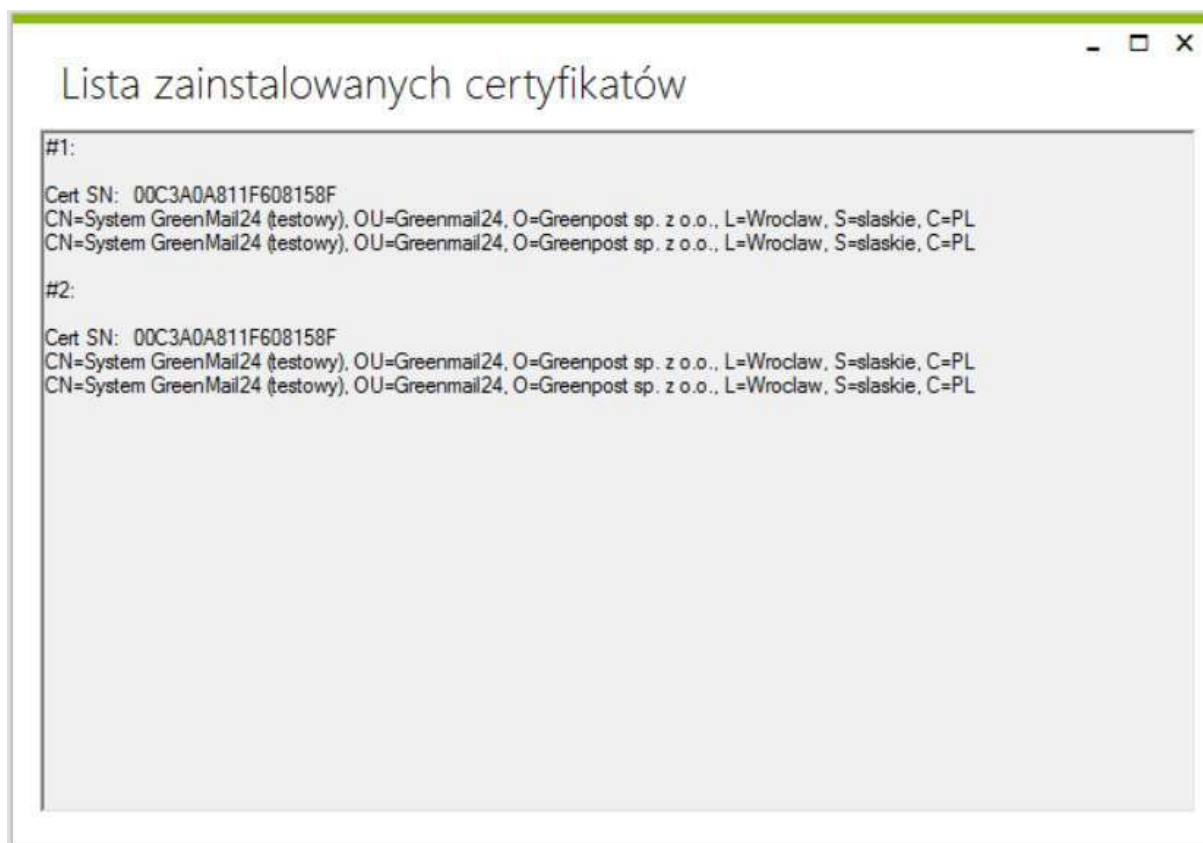 Lista zainstalowanych certyfikatów
#1:
Cert SN: 00C3A0A811F608158F
CN=System GreenMail24 (testowy), OU=Greenmail24, O=Greenpost sp. z o.o., L=Wroclaw, S=slaskie, C=PL
CN=System GreenMail24 (testowy), OU=Greenmail24, O=Greenpost sp. z o.o., L=Wroclaw, S=slaskie, C=PL
#2:
Cert SN: 00C3A0A811F608158F
CN=System GreenMail24 (testowy), OU=Greenmail24, O=Greenpost sp. z o.o., L=Wroclaw, S=slaskie, C=PL
CN=System GreenMail24 (testowy), OU=Greenmail24, O=Greenpost sp. z o.o., L=Wroclaw, S=slaskie, C=PL